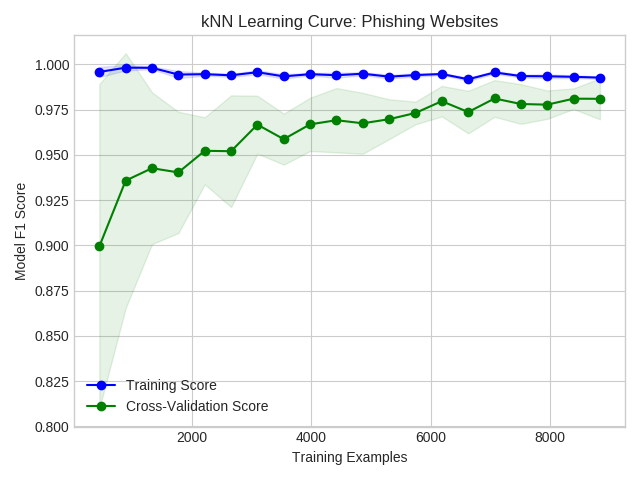 kNN Learning Curve: Phishing Websites
1.000
0.975
0.950
0.925
0.900
0.875
0.850
0.825
0.800
Model F1 Score
Training Score
Cross-Validation Score
2000 4000 6000 8000
Training Examples